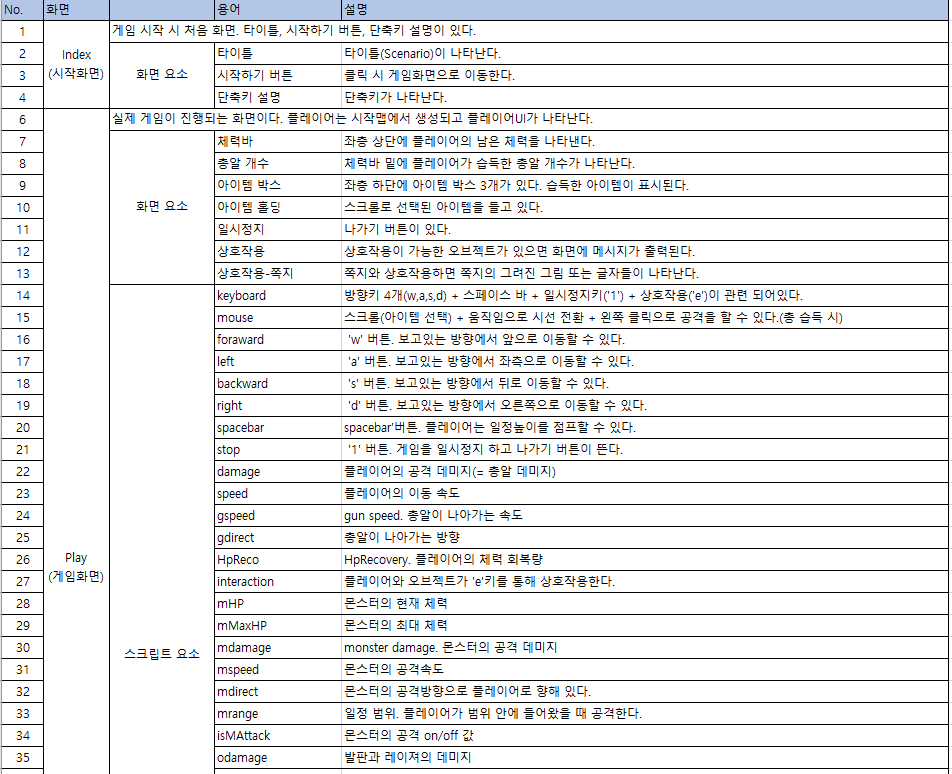 No. 화면 용어 설명
1 게임 시작 시 처음 화면. 타이틀, 시작하기 버튼, 단축키 설명이 있다.
Index
(시작화면)
화면 요소
2 타이틀 타이틀(Scenario)이 나타난다.
3 시작하기 버튼 클릭 시 게임화면으로 이동한다.
4 단축키 설명 단축키가 나타난다.
6 실제 게임이 진행되는 화면이다. 플레이어는 시작맵에서 생성되고 플레이어UI가 나타난다.
Play
(게임화면)
화면 요소
7 체력바 좌층 상단에 플레이어의 남은 체력을 나타낸다.
8 총알 개수 체력바 밑에 플레이어가 습득한 총알 개수가 나타난다.
9 아이템 박스 좌층 하단에 아이템 박스 3개가 있다. 습득한 아이템이 표시된다.
10 아이템 홀딩 스크롤로 선택된 아이템을 들고 있다.
11 일시정지 나가기 버튼이 있다.
12 상호작용 상호작용이 가능한 오브젝트가 있으면 화면에 메시지가 출력된다.
13 상호작용-쪽지 쪽지와 상호작용하면 쪽지의 그려진 그림 또는 글자들이 나타난다.
스크립트 요소
14 keyboard 방향키 4개(w,a,s,d) + 스페이스 바 + 일시정지키('1') + 상호작용('e')이 관련 되어있다.
15 mouse 스크롤(아이템 선택) + 움직임으로 시선 전환 + 왼쪽 클릭으로 공격을 할 수 있다.(총 습득 시)
16 foraward 'w' 버튼. 보고있는 방향에서 앞으로 이동할 수 있다.
17 left 'a' 버튼. 보고있는 방향에서 좌측으로 이동할 수 있다.
18 backward 's' 버튼. 보고있는 방향에서 뒤로 이동할 수 있다.
19 right 'd' 버튼. 보고있는 방향에서 오른쪽으로 이동할 수 있다.
20 spacebar spacebar'버튼. 플레이어는 일정높이를 점프할 수 있다.
21 stop '1' 버튼. 게임을 일시정지 하고 나가기 버튼이 뜬다.
22 damage 플레이어의 공격 데미지(= 총알 데미지)
23 speed 플레이어의 이동 속도
24 gspeed gun speed. 총알이 나아가는 속도
25 gdirect 총알이 나아가는 방향
26 HpReco HpRecovery. 플레이어의 체력 회복량
27 interaction 플레이어와 오브젝트가 'e'키를 통해 상호작용한다.
28 mHP 몬스터의 현재 체력
29 mMaxHP 몬스터의 최대 체력
30 mdamage monster damage. 몬스터의 공격 데미지
31 mspeed 몬스터의 공격속도
32 mdirect 몬스터의 공격방향으로 플레이어로 향해 있다.
33 mrange 일정 범위. 플레이어가 범위 안에 들어왔을 때 공격한다.
34 isMAttack 몬스터의 공격 on/off 값
35 odamage 발판과 레이져의 데미지